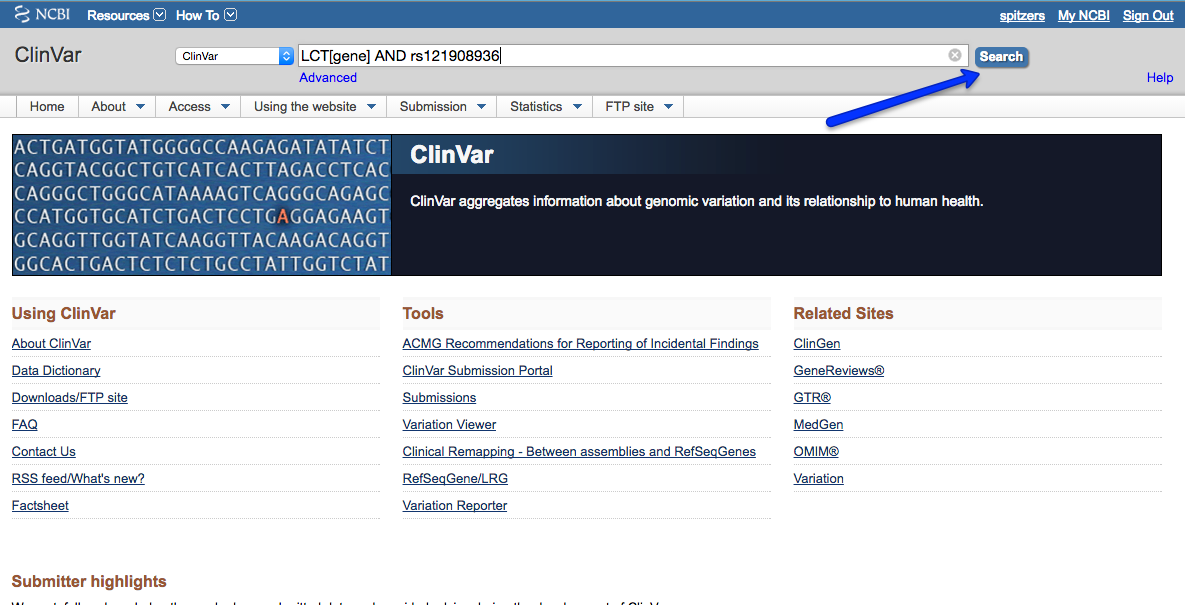 NCBI Resources How To spitzers My NCBI Sign Out
ClinVar ClinVar LCT[gene] AND rs121908936 Search
Advanced Help
Home About Access Using the website Submission Statistics FTP site
ACTGATGGTATGGGGCCAAGAGATATATCT
CAGGTACGGCTGTCATCACTTAGACCTCAC
CAGGGCTGGGCATAAAAGTCAGGGCAGAGC
CCATGGTGCATCTGACTCCTGAGGAGAAGT
GCAGGTTGGTATCAAGGTTACAAGACAGGT
GGCACTGACTCTCTCTGCCTATTGGTCTAT
ClinVar
ClinVar aggregates information about genomic variation and its relationship to human health.
Using ClinVar
About ClinVar
Data Dictionary
Downloads/FTP site
FAQ
Contact Us
RSS feed/What's new?
Factsheet
Tools
ACMG Recommendations for Reporting of Incidental Findings
ClinVar Submission Portal
Submissions
Variation Viewer
Clinical Remapping - Between assemblies and RefSeqGenes
RefSeqGene/LRG
Variation Reporter
Related Sites
ClinGen
GeneReviews®
GTR®
MedGen
OMIM®
Variation
Submitter highlights